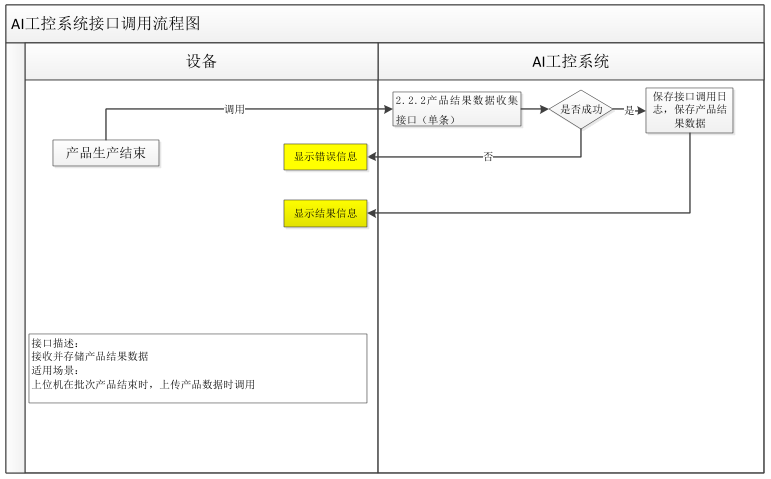 AI工控系统接口调用流程图
设备
AI工控系统
调用
2.2.2产品结果数据收集
接口（单条）
是否成功
是
保存接口调用日
志，保存产品结
果数据
产品生产结束
显示错误信息
否
显示结果信息
接口描述：
接收并存储产品结果数据
适用场景：
上位机在批次产品结束时，上传产品数据时调用